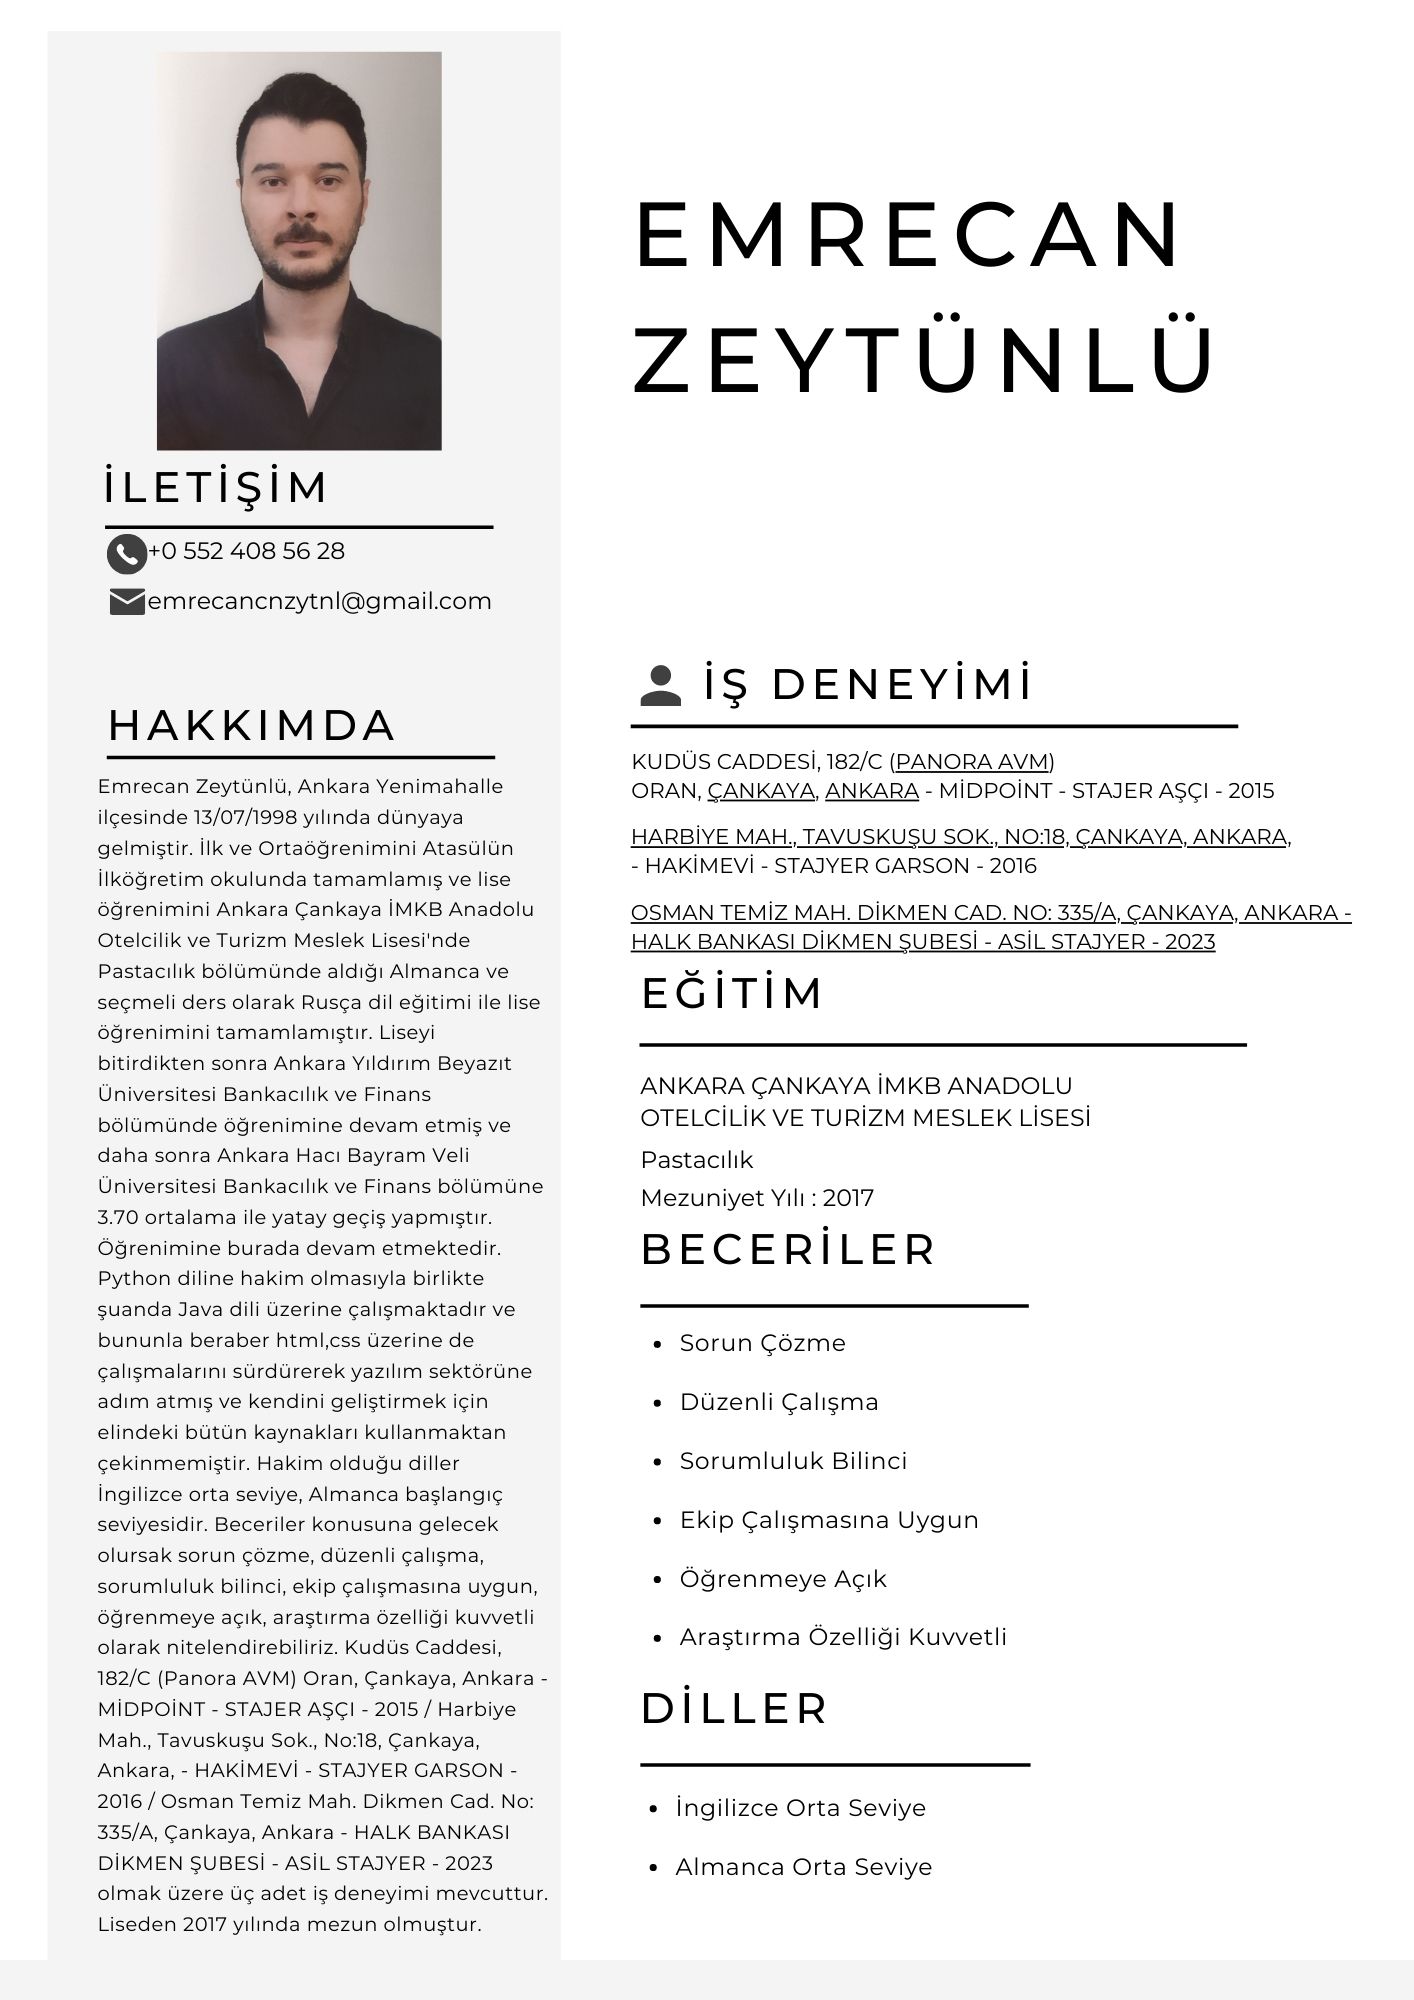 EMRECAN
ZEYTÜNLÜ
İLETİŞİM
+0 552 408 56 28
emrecancnzytnl@gmail.com
HAKKIMDA
Emrecan Zeytünlü, Ankara Yenimahalle
ilçesinde 13/07/1998 yılında dünyaya
gelmiştir. İlk ve Ortaöğrenimini Atasülün
İlköğretim okulunda tamamlamış ve lise
öğrenimini Ankara Çankaya İMKB Anadolu
Otelcilik ve Turizm Meslek Lisesi'nde
Pastacılık bölümünde aldığı Almanca ve
seçmeli ders olarak Rusça dil eğitimi ile lise
öğrenimini tamamlamıştır. Liseyi
bitirdikten sonra Ankara Yıldırım Beyazıt
Üniversitesi Bankacılık ve Finans
bölümünde öğrenimine devam etmiş ve
daha sonra Ankara Hacı Bayram Veli
Üniversitesi Bankacılık ve Finans bölümüne
3.70 ortalama ile yatay geçiş yapmıştır.
Öğrenimine burada devam etmektedir.
Python diline hakim olmasıyla birlikte
şuanda Java dili üzerine çalışmaktadır ve
bununla beraber html,css üzerine de
çalışmalarını sürdürerek yazılım sektörüne
adım atmış ve kendini geliştirmek için
elindeki bütün kaynakları kullanmaktan
çekinmemiştir. Hakim olduğu diller
İngilizce orta seviye, Almanca başlangıç
seviyesidir. Beceriler konusuna gelecek
olursak sorun çözme, düzenli çalışma,
sorumluluk bilinci, ekip çalışmasına uygun,
öğrenmeye açık, araştırma özelliği kuvvetli
olarak nitelendirebiliriz. Kudüs Caddesi,
182/C (Panora AVM) Oran, Çankaya, Ankara -
MİDPOİNT - STAJER AŞÇI - 2015 / Harbiye
Mah., Tavuskuşu Sok., No:18, Çankaya,
Ankara, - HAKİMEVİ - STAJYER GARSON -
2016 / Osman Temiz Mah. Dikmen Cad. No:
335/A, Çankaya, Ankara - HALK BANKASI
DİKMEN ŞUBESİ - ASİL STAJYER - 2023
olmak üzere üç adet iş deneyimi mevcuttur.
Liseden 2017 yılında mezun olmuştur.
İŞ DENEYİMİ
KUDÜS CADDESİ, 182/C (PANORA AVM)
ORAN, ÇANKAYA, ANKARA - MİDPOİNT - STAJER AŞÇI - 2015
HARBİYE MAH., TAVUSKUŞU SOK., NO:18, ÇANKAYA, ANKARA,
- HAKİMEVİ - STAJYER GARSON - 2016
OSMAN TEMİZ MAH. DİKMEN CAD. NO: 335/A, ÇANKAYA, ANKARA -
HALK BANKASI DİKMEN ŞUBESİ - ASİL STAJYER - 2023
EĞİTİM
ANKARA ÇANKAYA İMKB ANADOLU
OTELCİLİK VE TURİZM MESLEK LİSESİ
Pastacılık
Mezuniyet Yılı : 2017
BECERİLER
• Sorun Çözme
• Düzenli Çalışma
• Sorumluluk Bilinci
• Ekip Çalışmasına Uygun
• Öğrenmeye Açık
• Araştırma Özelliği Kuvvetli
DİLLER
• İngilizce Orta Seviye
• Almanca Orta Seviye